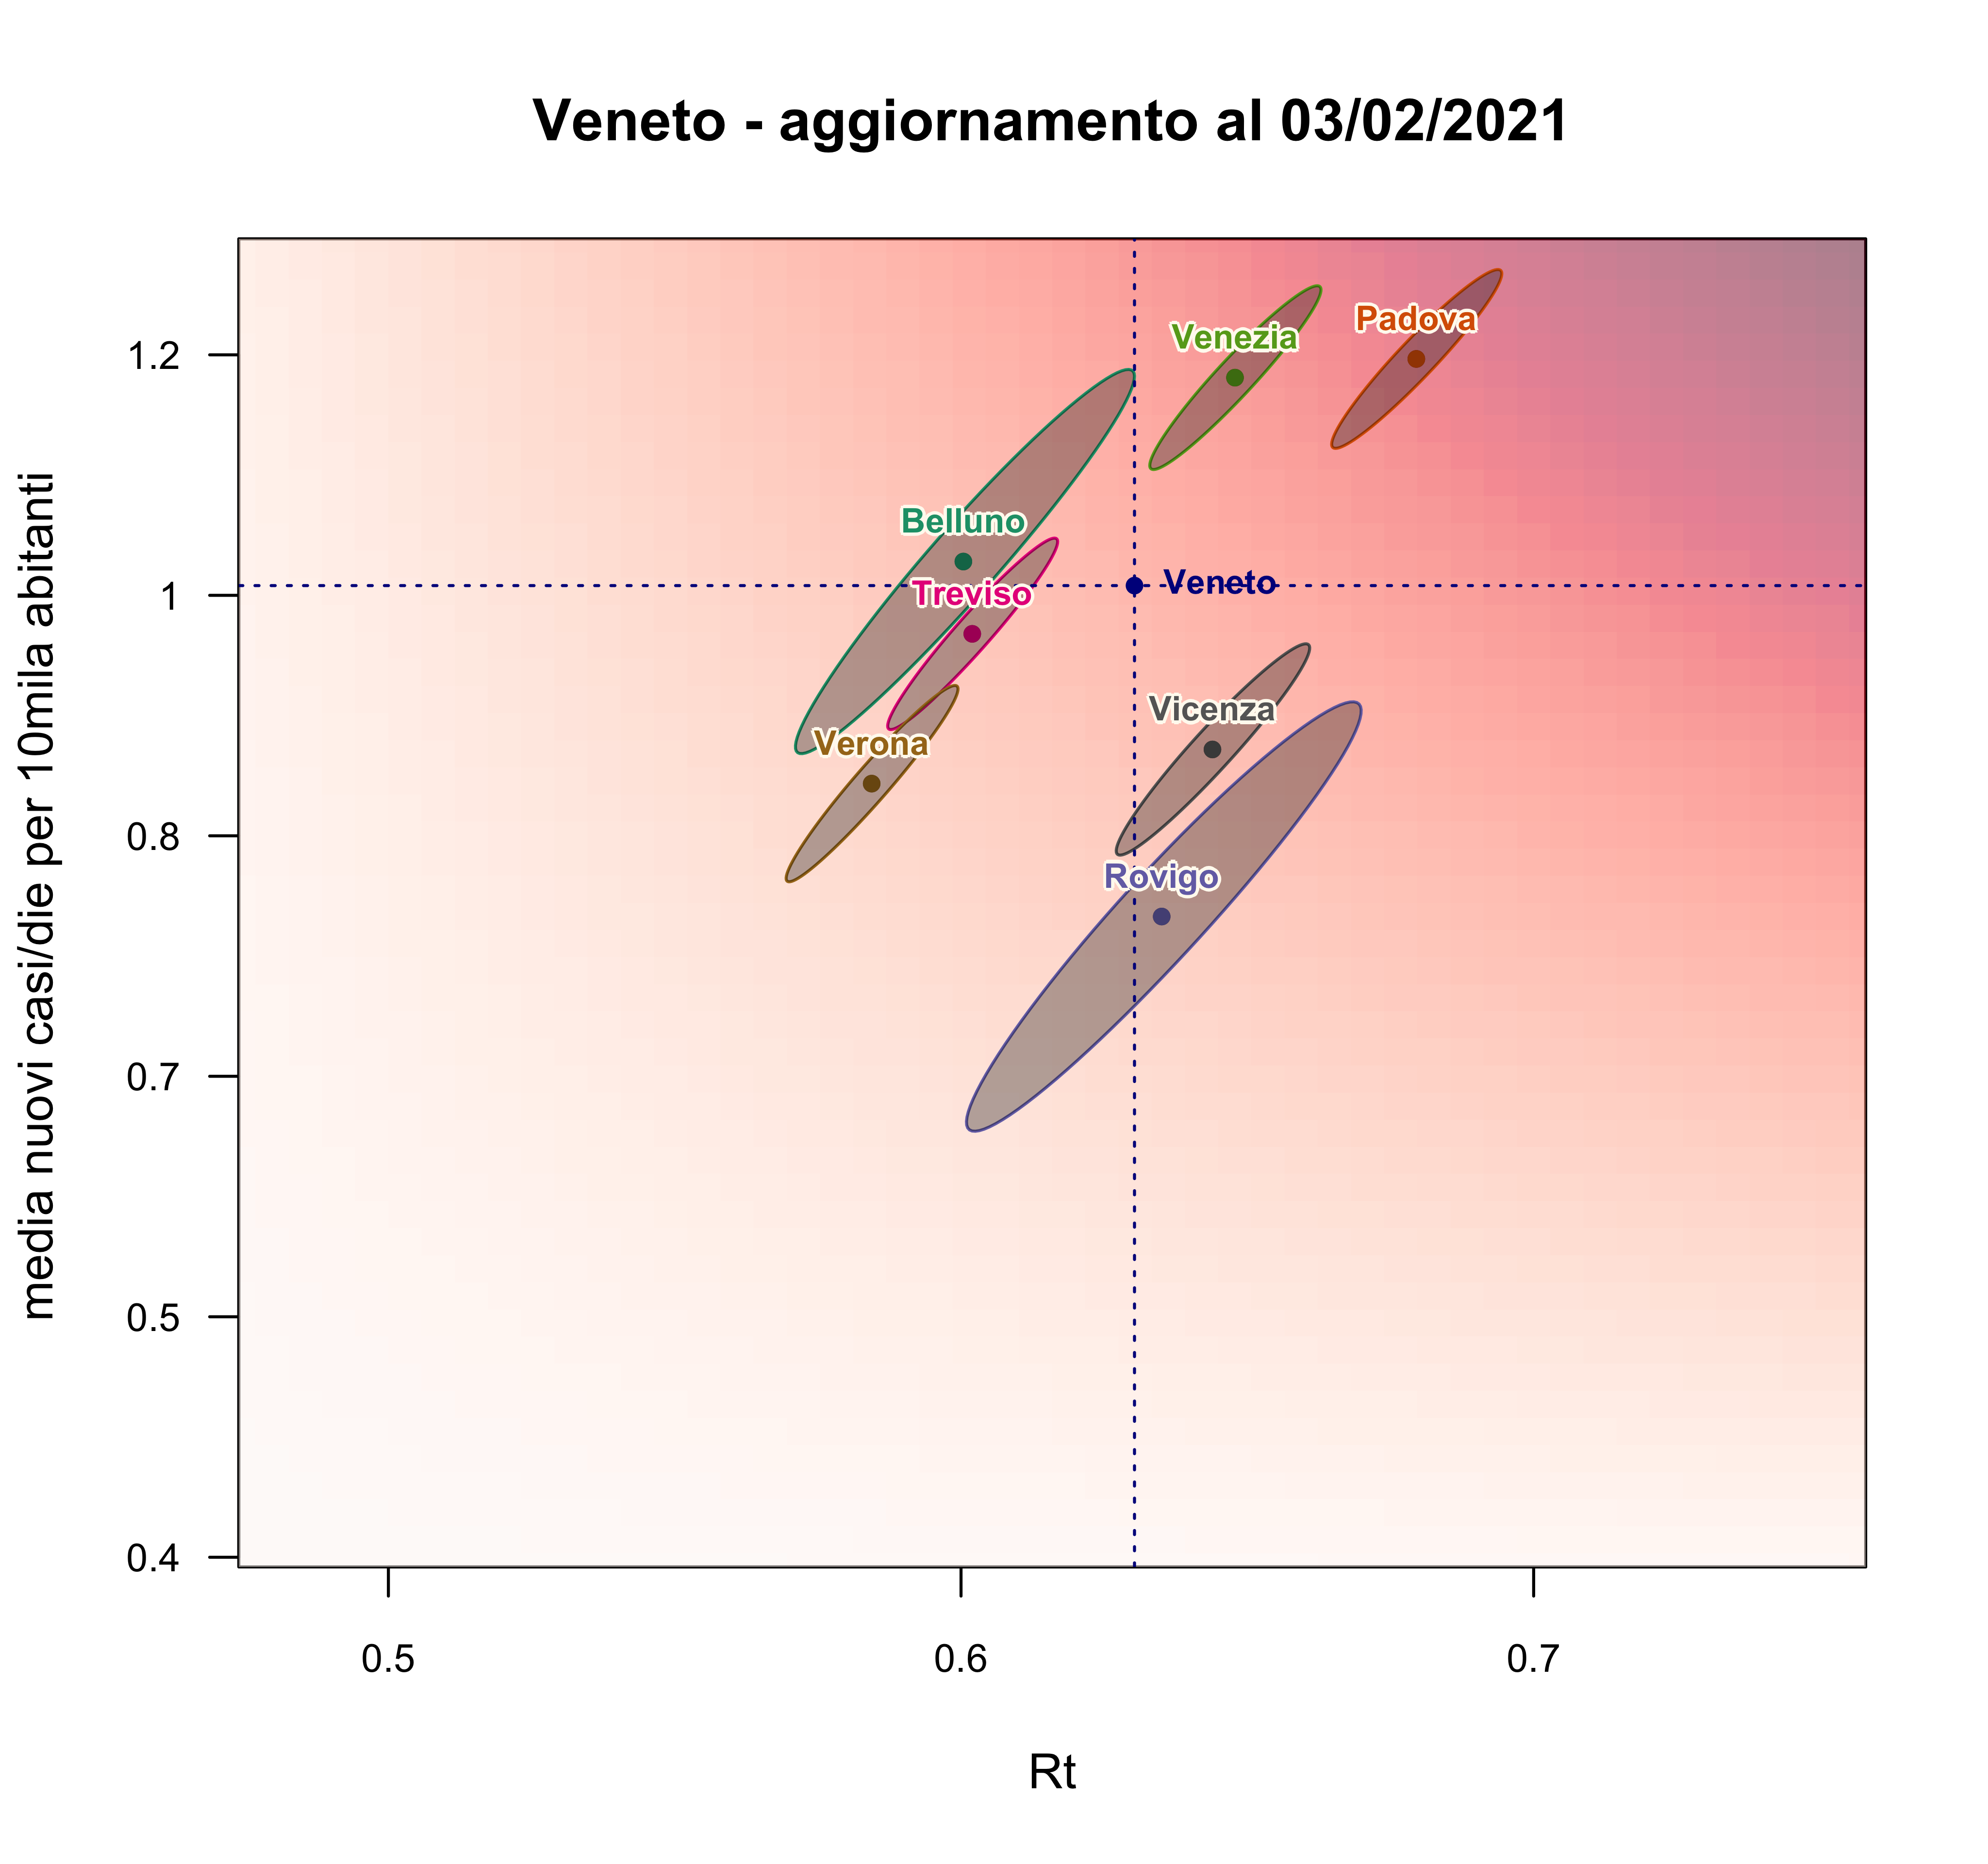 Veneto - aggiornamento al 03/02/2021
media nuovi casi/die per 10mila abitanti
1.2
1
0.8
0.7
0.5
0.4
Padova
Venezia
Belluno
Veneto
Treviso
Vicenza
Verona
Rovigo
0.5 0.6 0.7
Rt